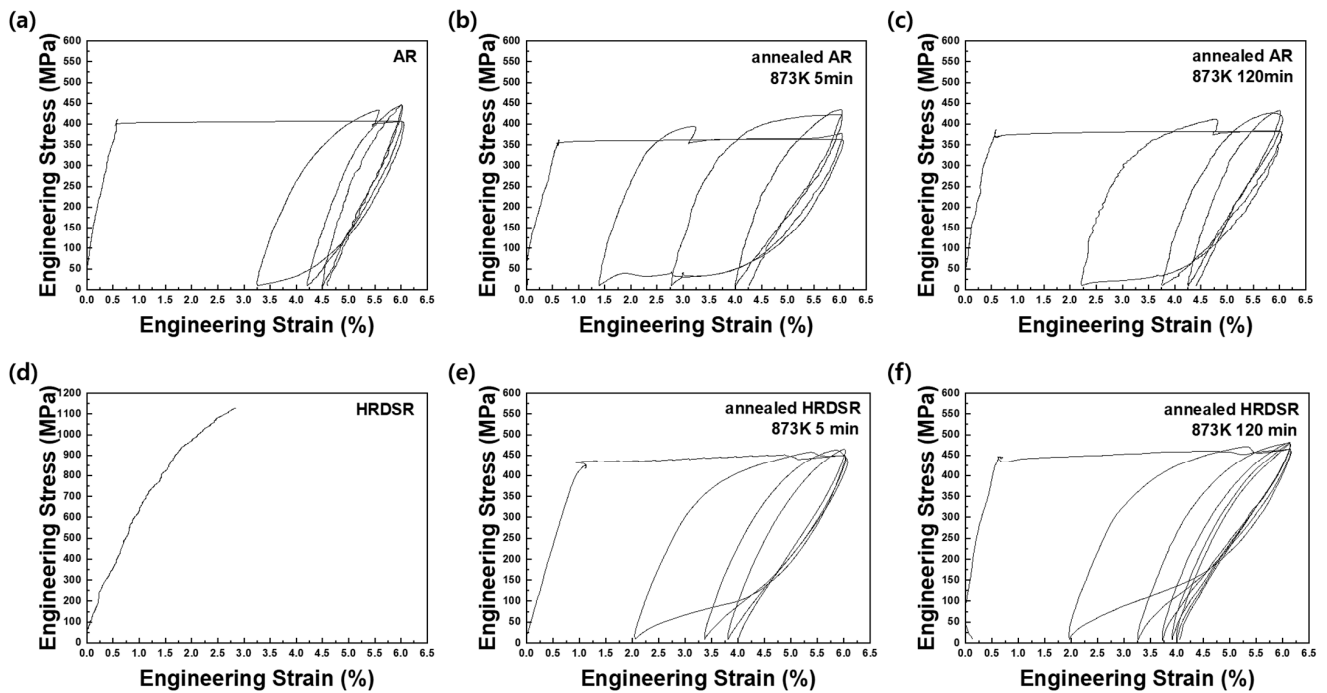 (a)
Engineering Stress (MPa)
600
550
500
450
400
350
300
250
200
150
100
50
0
AR
0.0 0.5 1.0 1.5 2.0 2.5 3.0 3.5 4.0 4.5 5.0 5.5 6.0 6.5
Engineering Strain (%)
(b)
Engineering Stress (MPa)
600
550
500
450
400
350
300
250
200
150
100
50
0
annealed AR
873K 5min
0.0 0.5 1.0 1.5 2.0 2.5 3.0 3.5 4.0 4.5 5.0 5.5 6.0 6.5
Engineering Strain (%)
(c)
Engineering Stress (MPa)
600
550
500
450
400
350
300
250
200
150
100
50
0
annealed AR
873K 120min
0.0 0.5 1.0 1.5 2.0 2.5 3.0 3.5 4.0 4.5 5.0 5.5 6.0 6.5
Engineering Strain (%)
(d)
Engineering Stress (MPa)
1200
1100
1000
900
800
700
600
500
400
300
200
100
0
HRDSR
0.0 0.5 1.0 1.5 2.0 2.5 3.0 3.5 4.0 4.5 5.0 5.5 6.0 6.5
Engineering Strain (%)
(e)
Engineering Stress (MPa)
600
550
500
450
400
350
300
250
200
150
100
50
0
annealed HRDSR
873K 5 min
0.0 0.5 1.0 1.5 2.0 2.5 3.0 3.5 4.0 4.5 5.0 5.5 6.0 6.5
Engineering Strain (%)
(f)
Engineering Stress (MPa)
600
550
500
450
400
350
300
250
200
150
100
50
0
annealed HRDSR
873K 120 min
0.0 0.5 1.0 1.5 2.0 2.5 3.0 3.5 4.0 4.5 5.0 5.5 6.0 6.5
Engineering Strain (%)